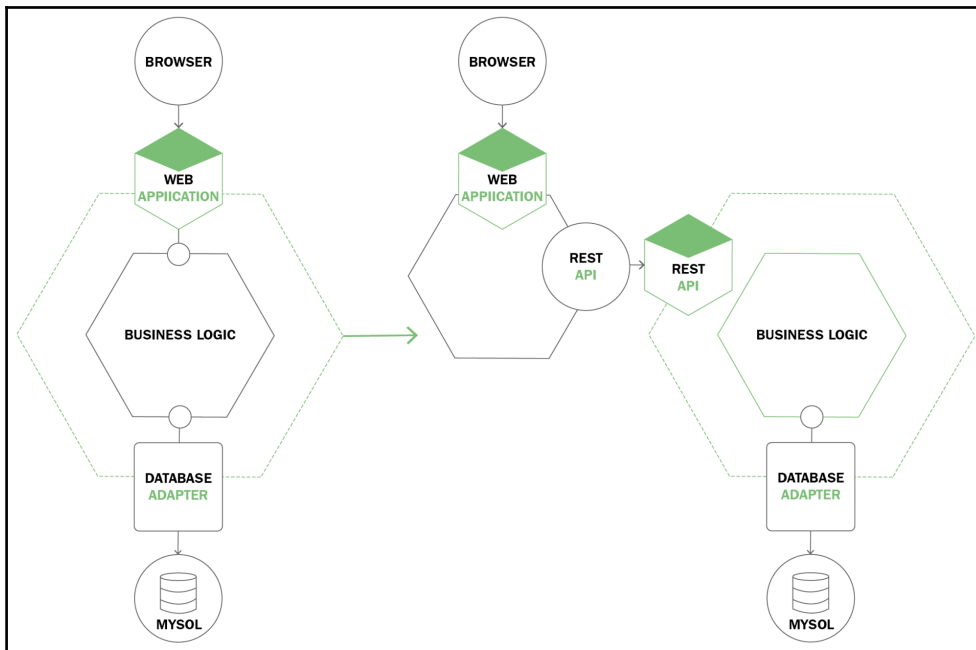 BROWSER
WEB
APPIICATION
BUSINESS LOGIC
DATABASE
ADAPTER
MYSOL
BROWSER
WEB
APPIICATION
REST
API
REST
API
BUSINESS LOGIC
DATABASE
ADAPTER
MYSOL